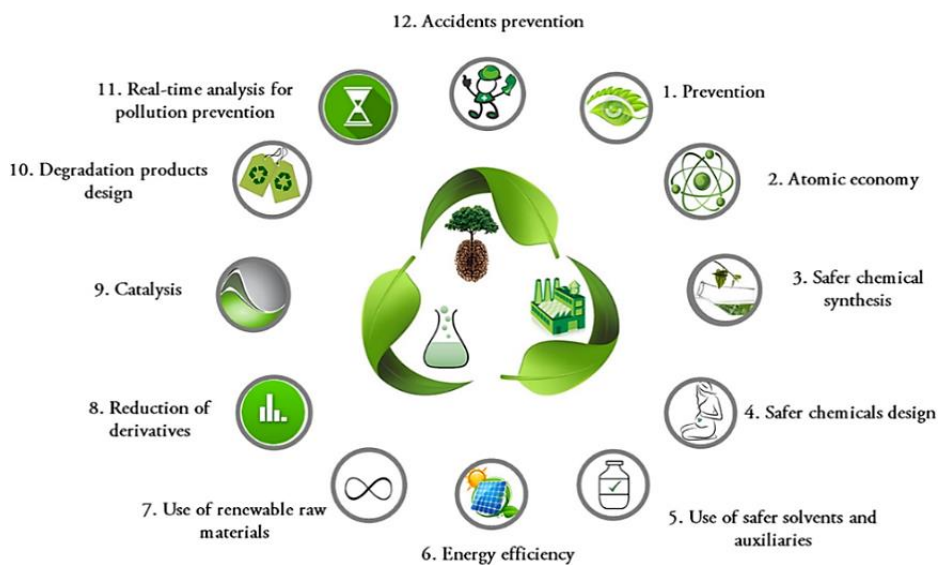 12. Accidents prevention
1. Prevention
2. Atomic economy
3. Safer chemical
synthesis
4. Safer chemicals design
5. Use of safer solvents and
auxiliaries
6. Energy efficiency
7. Use of renewable raw
materials
8. Reduction of
derivatives
9. Catalysis
10. Degradation products
design
11. Real-time analysis for
pollution prevention